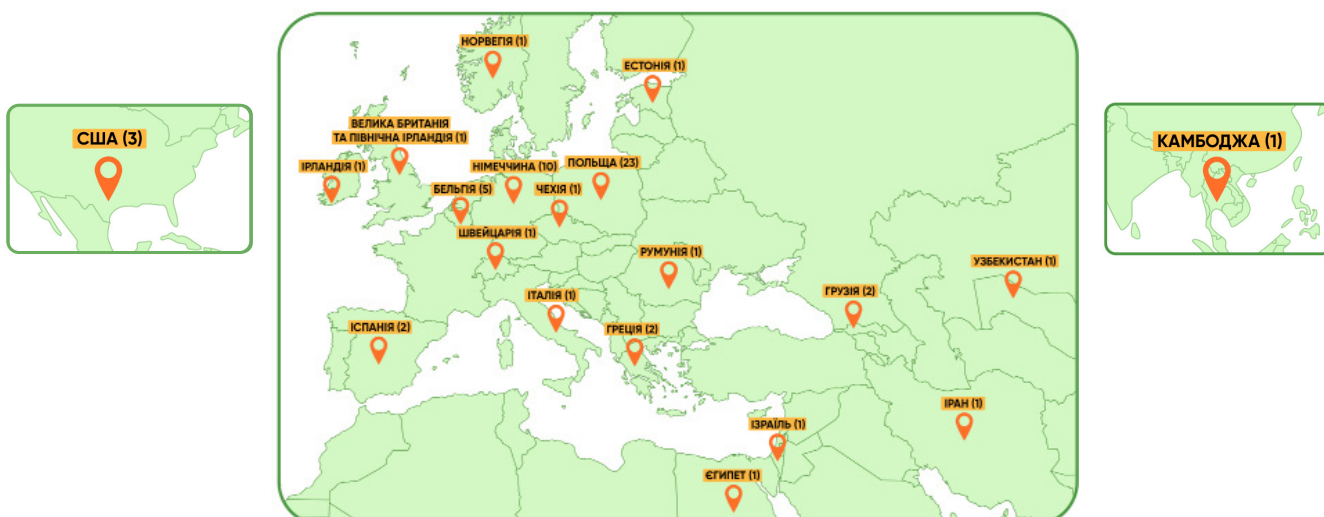 НОРВЕГІЯ (1)
ЕСТОНІЯ (1)
ВЕЛИКА БРИТАНІЯ
ТА ПІВНІЧНА ІРЛАНДІЯ (1)
США (3)
КАМБОДЖА (1)
ІРЛАНДІЯ (1)
НІМЕЧЧИНА (10)
ПОЛЬЩА (23)
БЕЛЬГІЯ (5)
ЧЕХІЯ (1)
ШВЕЙЦАРІЯ (1)
РУМУНІЯ (1)
УЗБЕКИСТАН (1)
ІТАЛІЯ (1)
ГРУЗІЯ (2)
ІСПАНІЯ (2)
ГРЕЦІЯ (2)
ІРАН (1)
ІЗРАЇЛЬ (1)
ЄГИПЕТ (1)